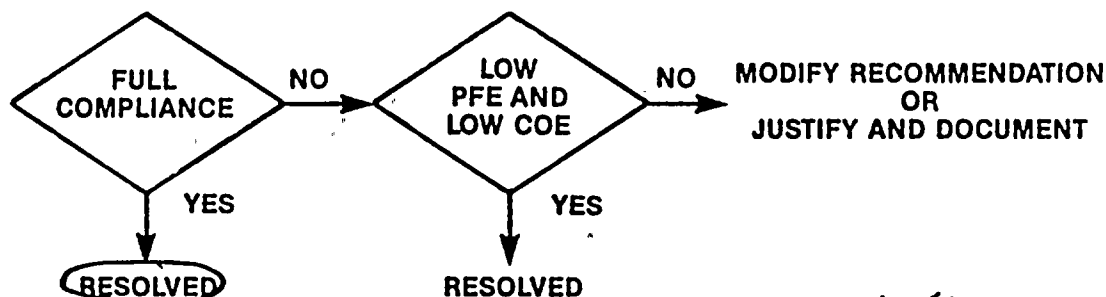 FULL
COMPLIANCE
NO
LOW
PFE AND
LOW COE
NO
MODIFY RECOMMENDATION
OR
JUSTIFY AND DOCUMENT
YES
YES
RESOLVED
RESOLVED